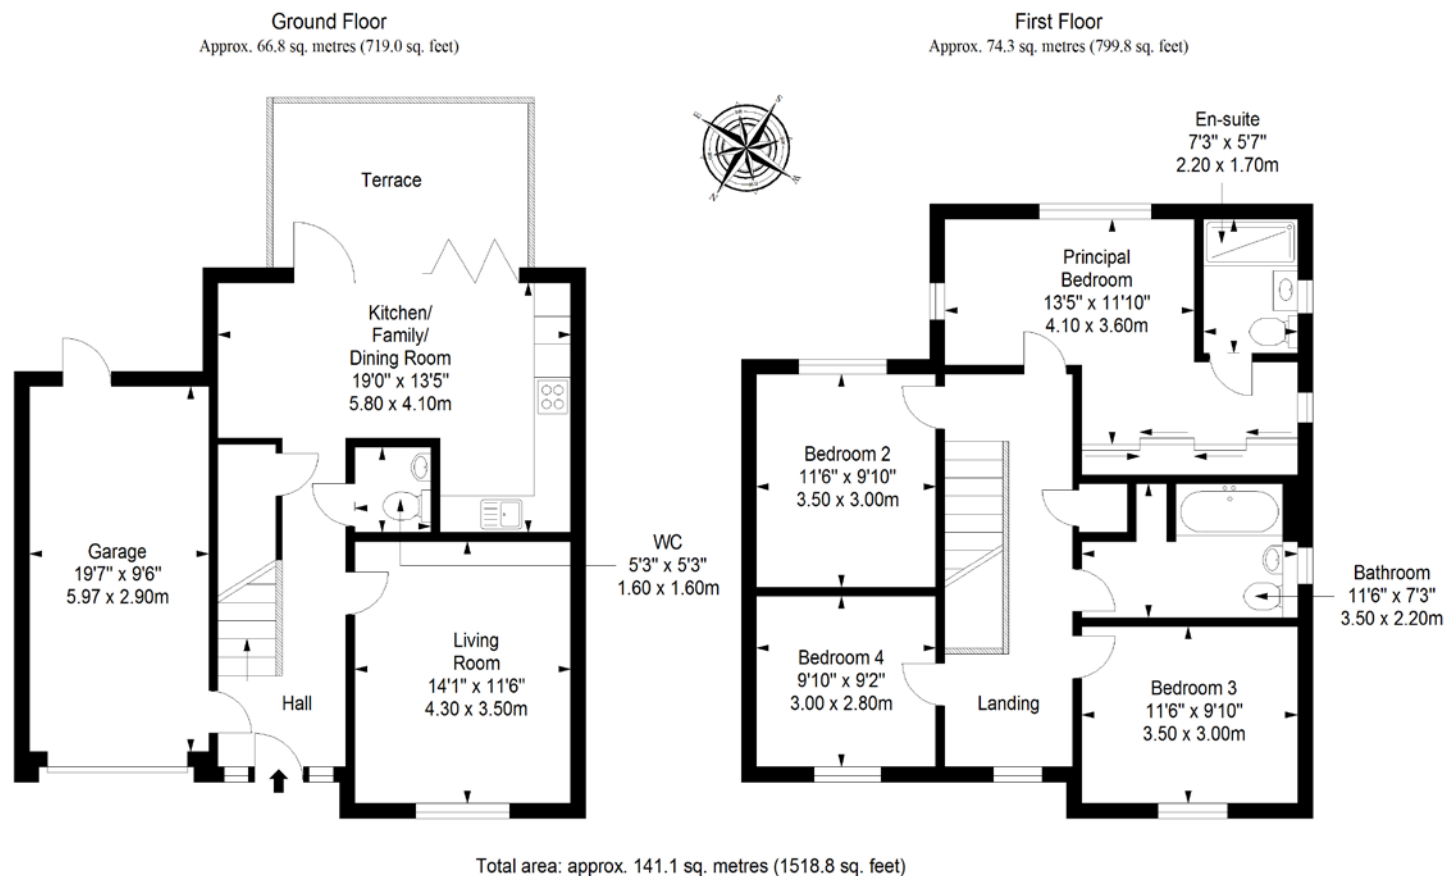 Ground Floor
Approx. 66.8 sq. metres (719.0 sq. feet)
Terrace
Kitchen/
Family/
Dining Room
19'0" x 13'5"
5.80 x 4.10m
Garage
19'7" x 9'6"
5.97 x 2.90m
WC
5'3" x 5'3"
1.60 x 1.60m
Living
Room
14'1" x 11'6"
4.30 x 3.50m
Hall
S
E
W
N
First Floor
Approx. 74.3 sq. metres (799.8 sq. feet)
En-suite
7'3" x 5'7"
2.20 x 1.70m
Principal
Bedroom
13'5" x 11'10"
4.10 x 3.60m
Bedroom 2
11'6" x 9'10"
3.50 x 3.00m
Bathroom
11'6" x 7'3"
3.50 x 2.20m
Bedroom 4
9'10" x 9'2"
3.00 x 2.80m
Landing
Bedroom 3
11'6" x 9'10"
3.50 x 3.00m
Total area: approx. 141.1 sq. metres (1518.8 sq. feet)